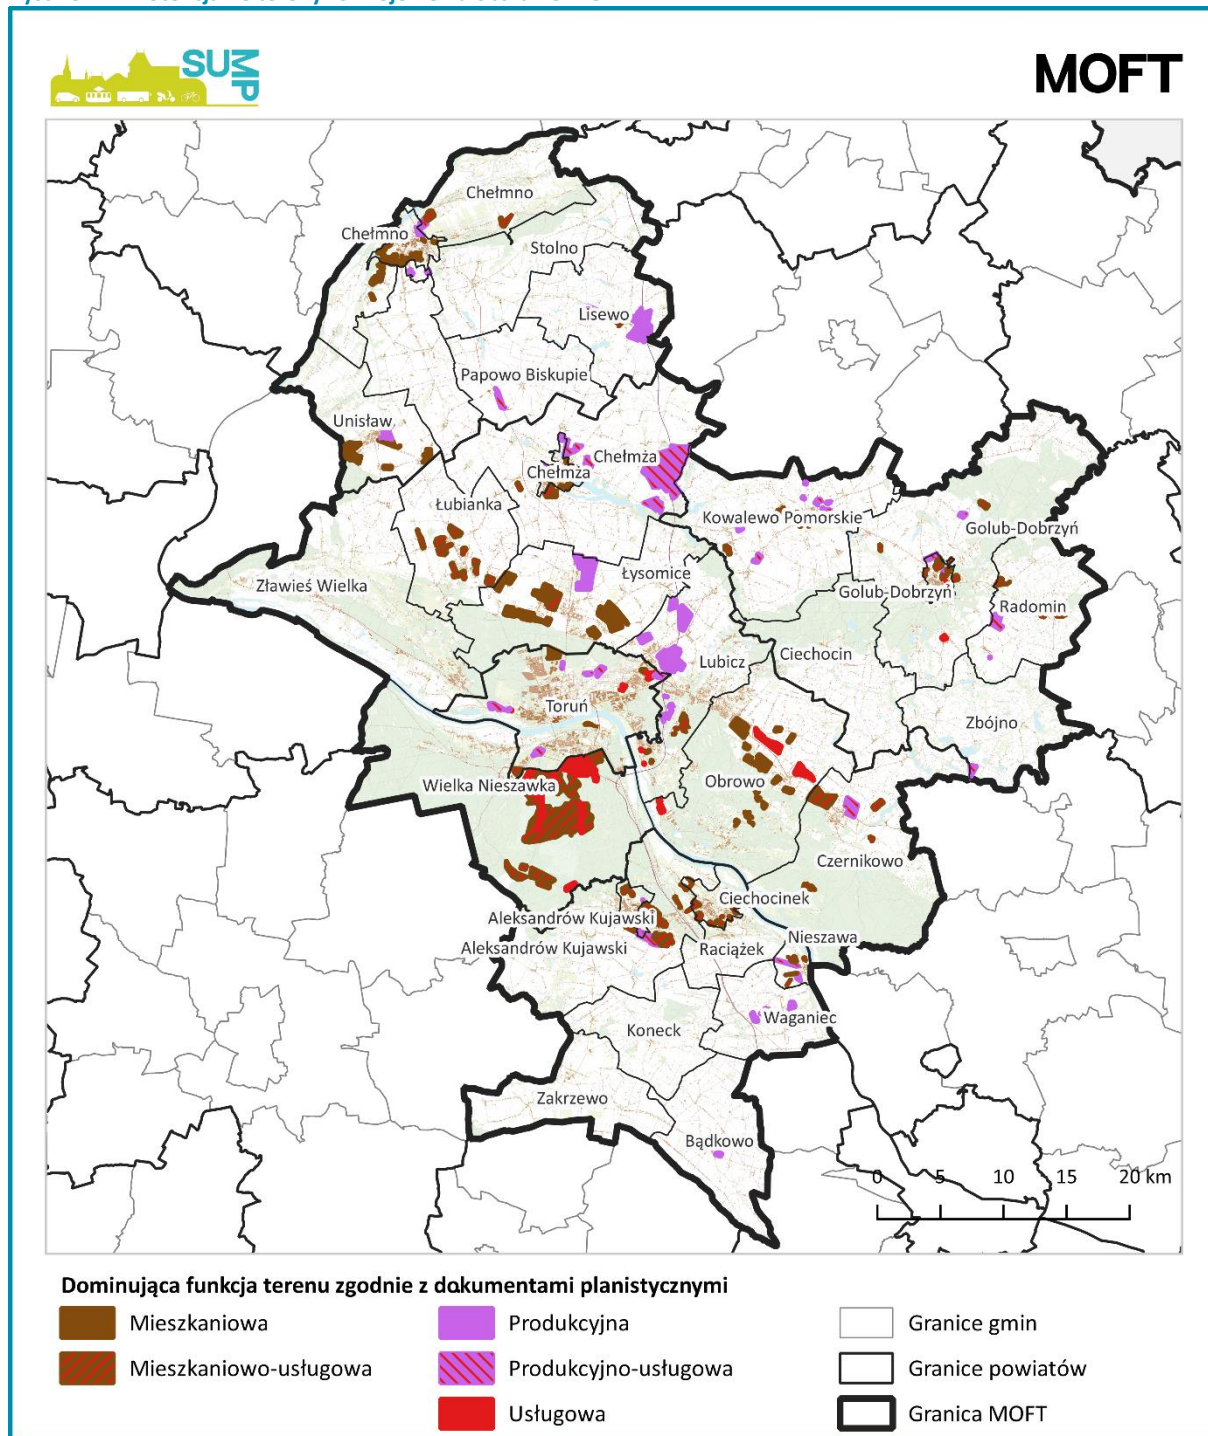 SUMP
MOFT
Chełmno
Chełmno
Stolno
Lisewo
Papowo Biskupie
Unisław
Chełmża
Chełmża
Łubianka
Kowalewo Pomorskie
Golub-Dobrzyń
Łysomice
Zławieś Wielka
Golub-Dobrzyń
Radomin
Lubicz
Ciechocin
Toruń
Zbójno
Wielka Nieszawka
Obrowo
Czernikowo
Ciechocinek
Aleksandrów Kujawski
Nieszawa
Aleksandrów Kujawski
Raciążek
Waganiec
Koneck
Zakrzewo
Bądkowo
0 5 10 15 20 km
Dominująca funkcja terenu zgodnie z dokumentami planistycznymi
Mieszkaniowa
Mieszkaniowo-usługowa
Produkcyjna
Produkcyjno-usługowa
Usługowa
Granice gmin
Granice powiatów
Granica MOFT